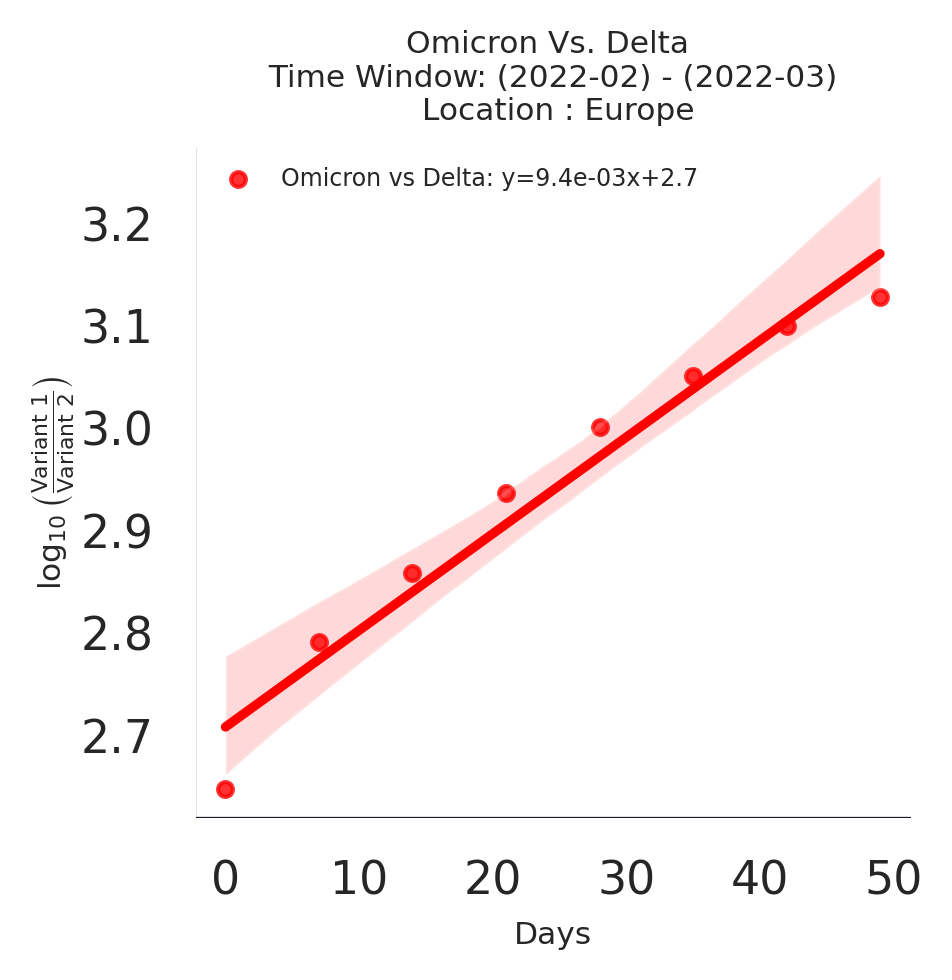 Omicron Vs. Delta
Time Window: (2022-02) - (2022-03)
Location : Europe
Omicron vs Delta: y=9.4e-03x+2.7
3.2
3.1
3.0
2.9
2.8
2.7
log₁₀ (Variant 1 / Variant 2)
0 10 20 30 40 50
Days